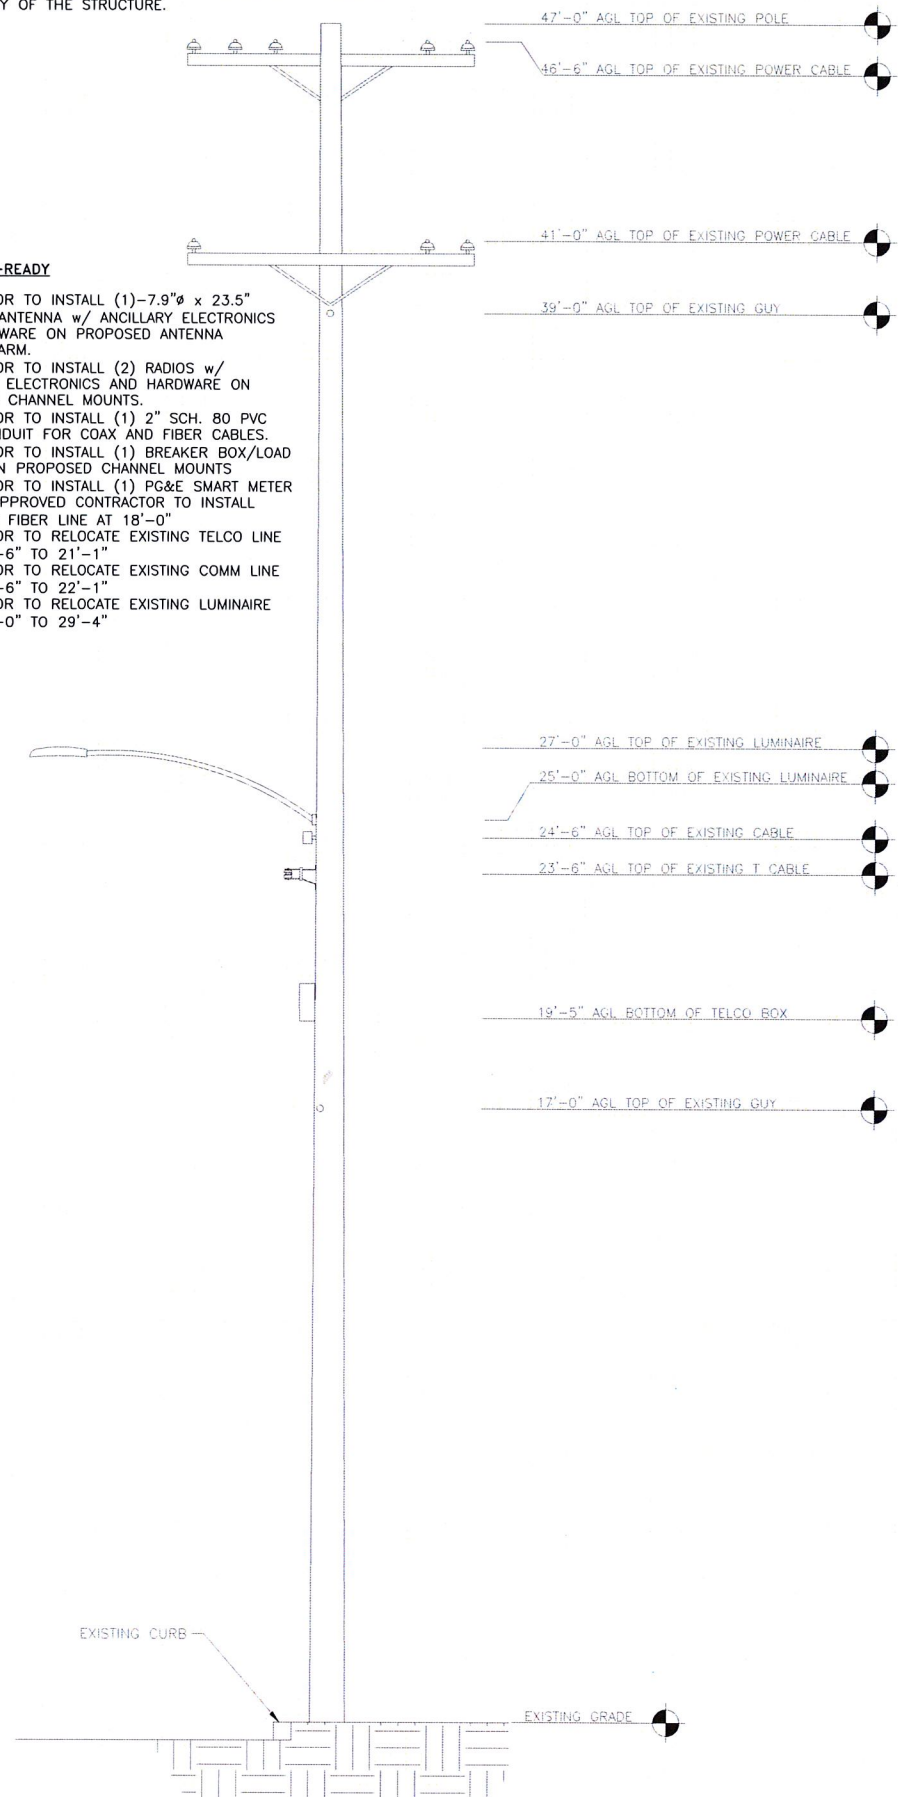 Y OF THE STRUCTURE.
47'-0" AGL TOP OF EXISTING POLE
46'-6" AGL TOP OF EXISTING POWER CABLE
41'-0" AGL TOP OF EXISTING POWER CABLE
39'-0" AGL TOP OF EXISTING GUY
-READY
OR TO INSTALL (1)-7.9"ø x 23.5"
ANTENNA w/ ANCILLARY ELECTRONICS
WARE ON PROPOSED ANTENNA
ARM.
OR TO INSTALL (2) RADIOS w/
ELECTRONICS AND HARDWARE ON
CHANNEL MOUNTS.
OR TO INSTALL (1) 2" SCH. 80 PVC
NDUIT FOR COAX AND FIBER CABLES.
OR TO INSTALL (1) BREAKER BOX/LOAD
N PROPOSED CHANNEL MOUNTS
OR TO INSTALL (1) PG&E SMART METER
APPROVED CONTRACTOR TO INSTALL
FIBER LINE AT 18'-0"
OR TO RELOCATE EXISTING TELCO LINE
-6" TO 21'-1"
OR TO RELOCATE EXISTING COMM LINE
-6" TO 22'-1"
OR TO RELOCATE EXISTING LUMINAIRE
-0" TO 29'-4"
27'-0" AGL TOP OF EXISTING LUMINAIRE
25'-0" AGL BOTTOM OF EXISTING LUMINAIRE
24'-6" AGL TOP OF EXISTING CABLE
23'-6" AGL TOP OF EXISTING T CABLE
19'-5" AGL BOTTOM OF TELCO BOX
17'-0" AGL TOP OF EXISTING GUY
EXISTING CURB
EXISTING GRADE